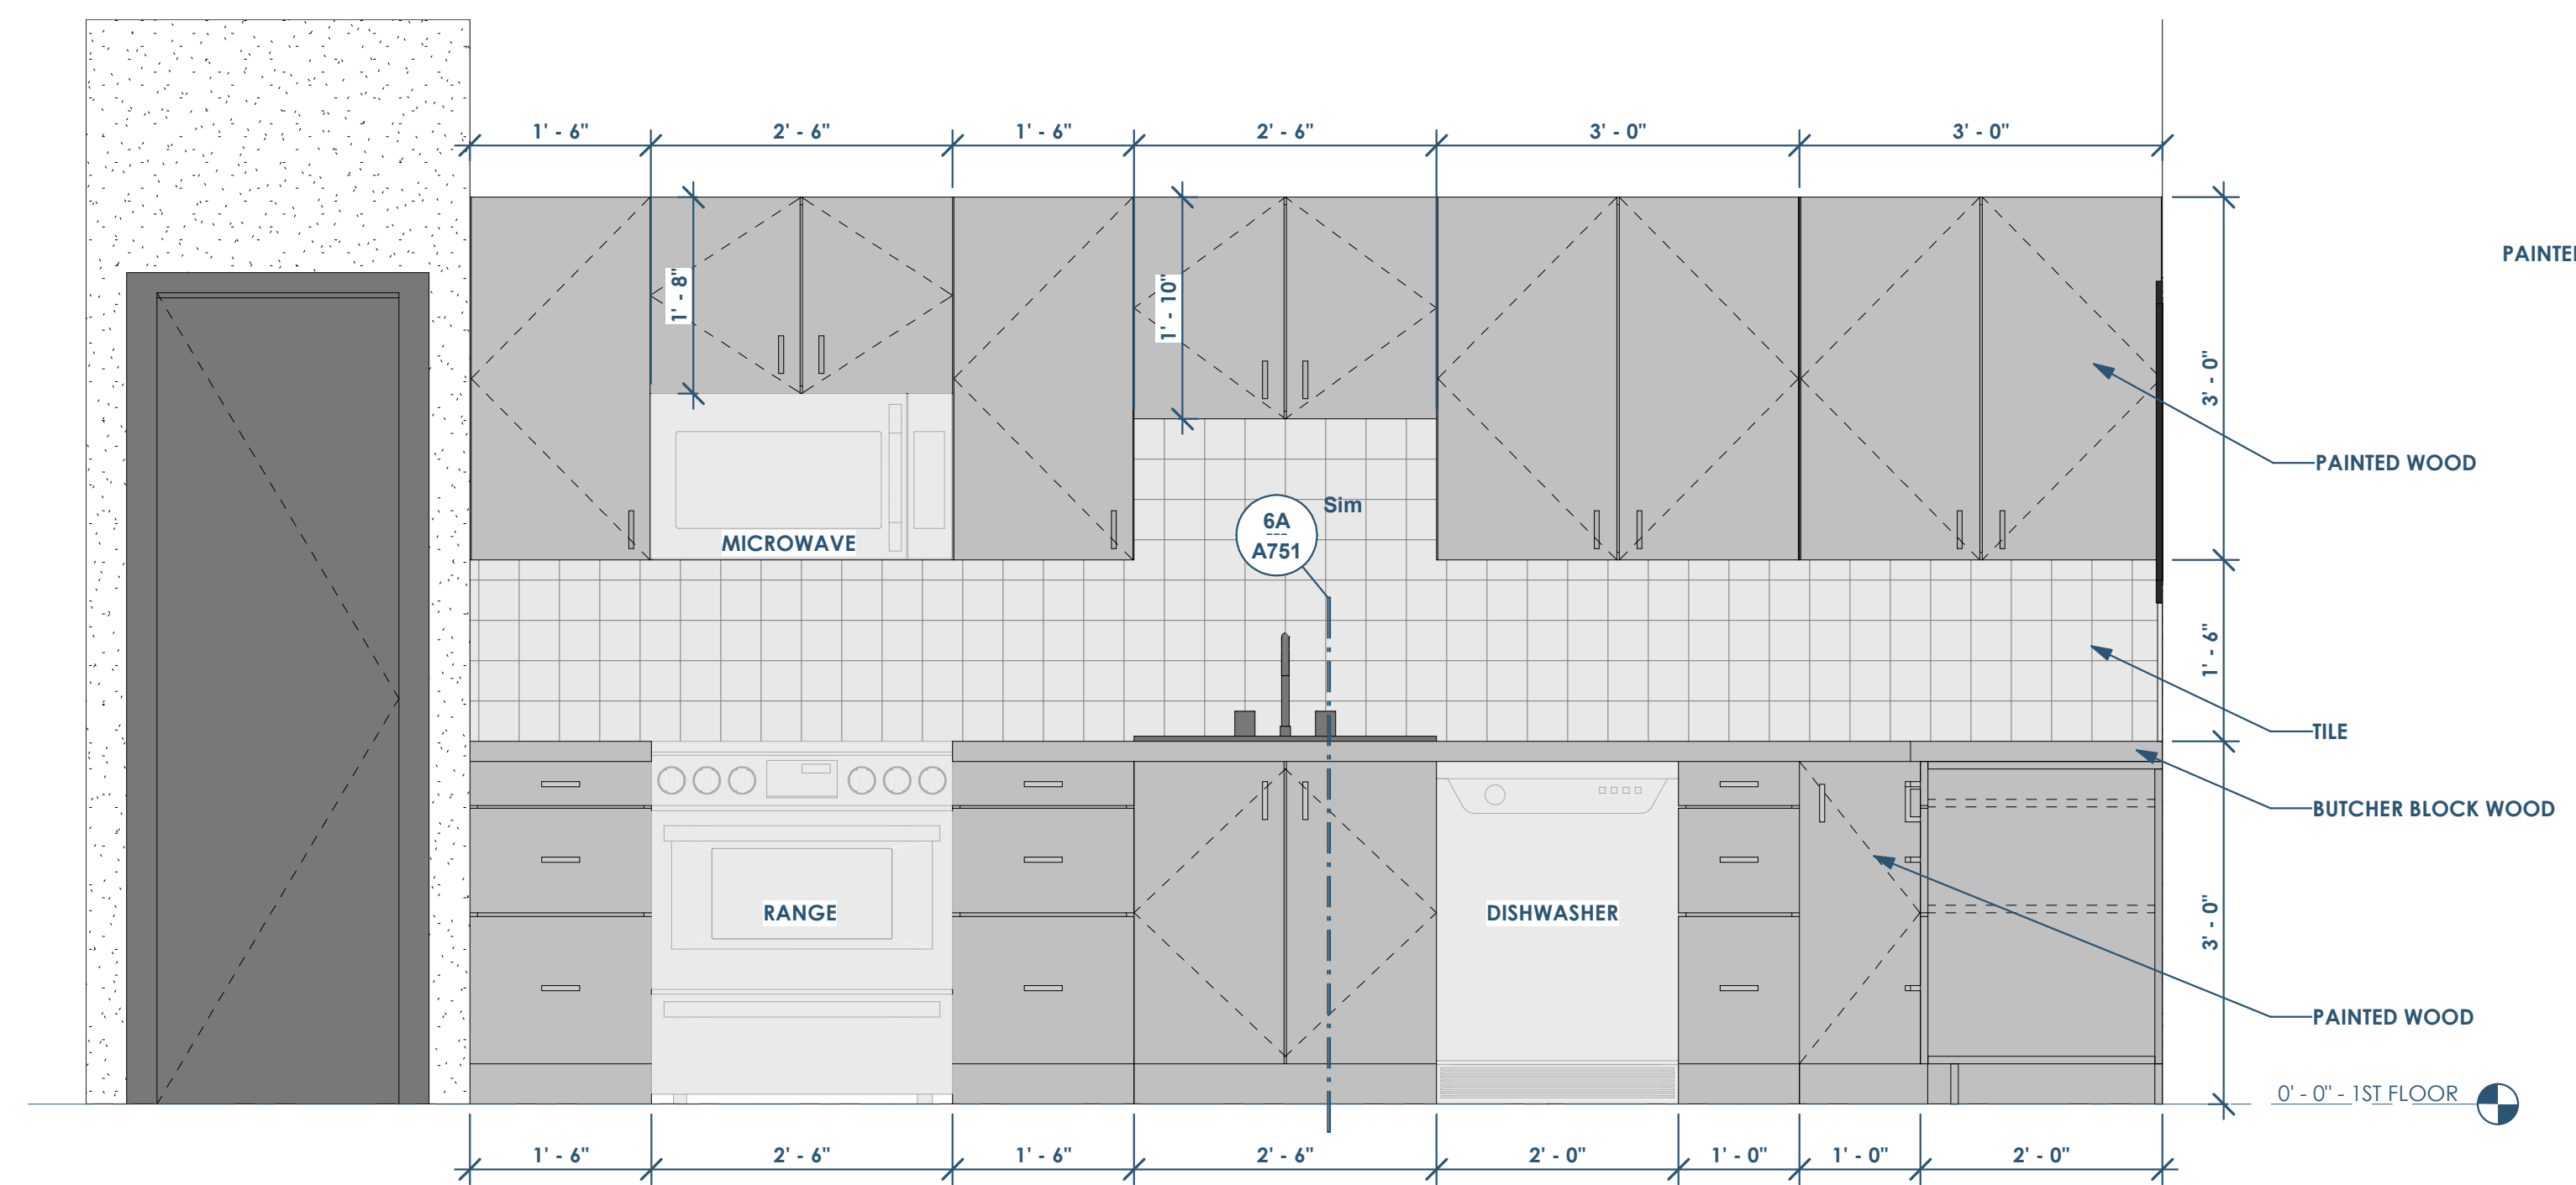 1' - 6"
2' - 6"
1' - 6"
2' - 6"
3' - 0"
3' - 0"
1' - 8"
1' - 10"
3' - 0"
PAINTED WOOD
Sim
6A
---
A751
MICROWAVE
1' - 6"
TILE
BUTCHER BLOCK WOOD
RANGE
DISHWASHER
3' - 0"
PAINTED WOOD
0' - 0" - 1ST FLOOR
1' - 6"
2' - 6"
1' - 6"
2' - 6"
2' - 0"
1' - 0"
1' - 0"
2' - 0"